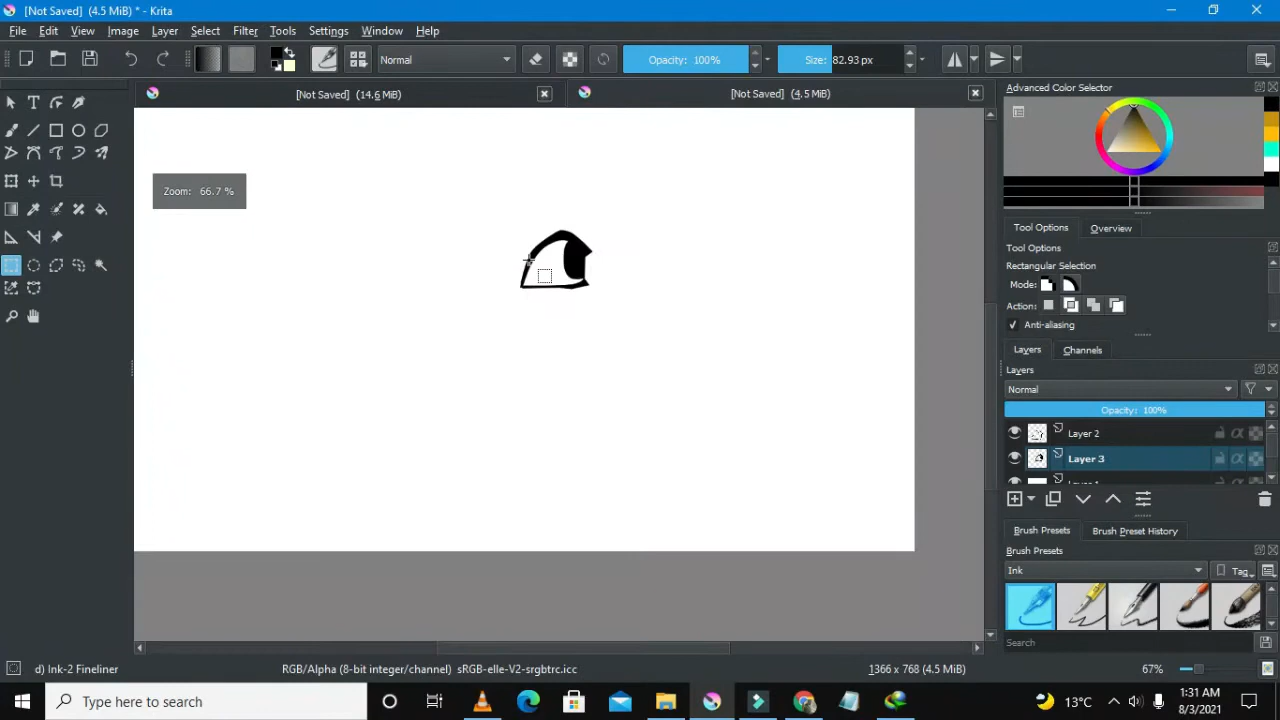 [Not Saved] (4.5 MiB) * - Krita
File Edit View Image Layer Select Filter Tools Settings Window Help
Normal Opacity: 100% Size: 82.93 px
[Not Saved] (14.6 MiB) [Not Saved] (4.5 MiB)
Advanced Color Selector
Zoom: 66.7 %
Tool Options Overview
Tool Options
Rectangular Selection
Mode:
Action:
Anti-aliasing
Layers Channels
Layers
Normal
Opacity: 100%
Layer 2
Layer 3
Layer 1
Brush Presets Brush Preset History
Brush Presets
Ink Tag
Search
d) Ink-2 Fineliner RGB/Alpha (8-bit integer/channel) sRGB-elle-V2-srgbtrc.icc 1366 x 768 (4.5 MiB) 67%
Type here to search 13°C 1:31 AM
8/3/2021